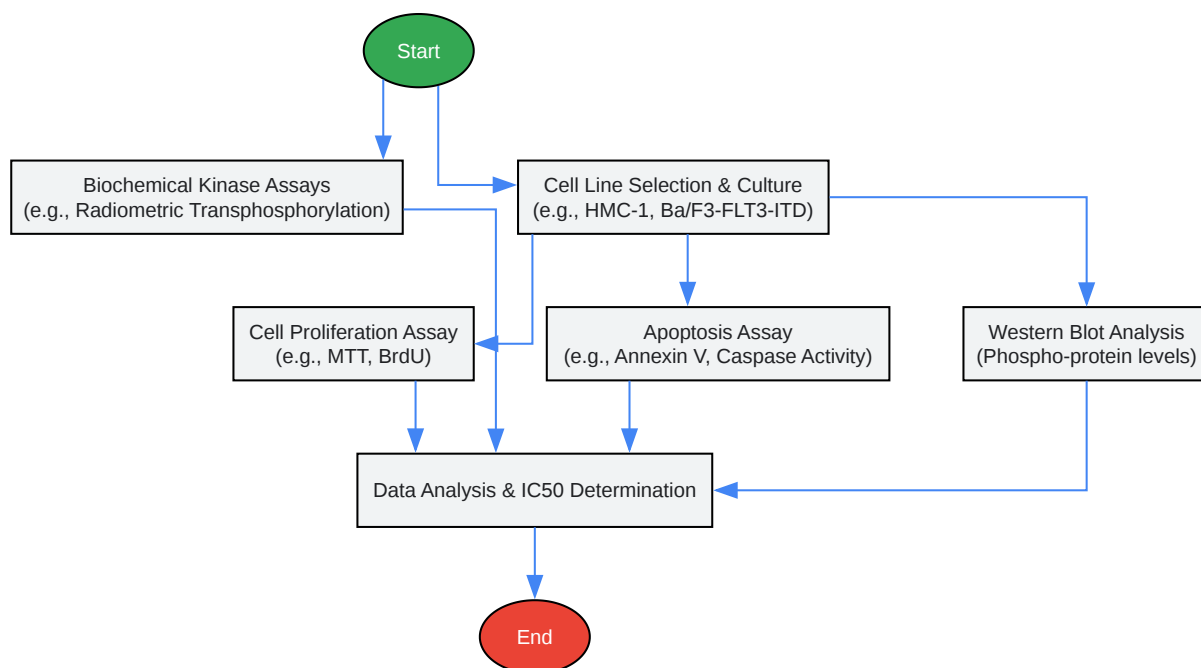 Start
Biochemical Kinase Assays
(e.g., Radiometric Transphosphorylation)
Cell Line Selection & Culture
(e.g., HMC-1, Ba/F3-FLT3-ITD)
Cell Proliferation Assay
(e.g., MTT, BrdU)
Apoptosis Assay
(e.g., Annexin V, Caspase Activity)
Western Blot Analysis
(Phospho-protein levels)
Data Analysis & IC50 Determination
End